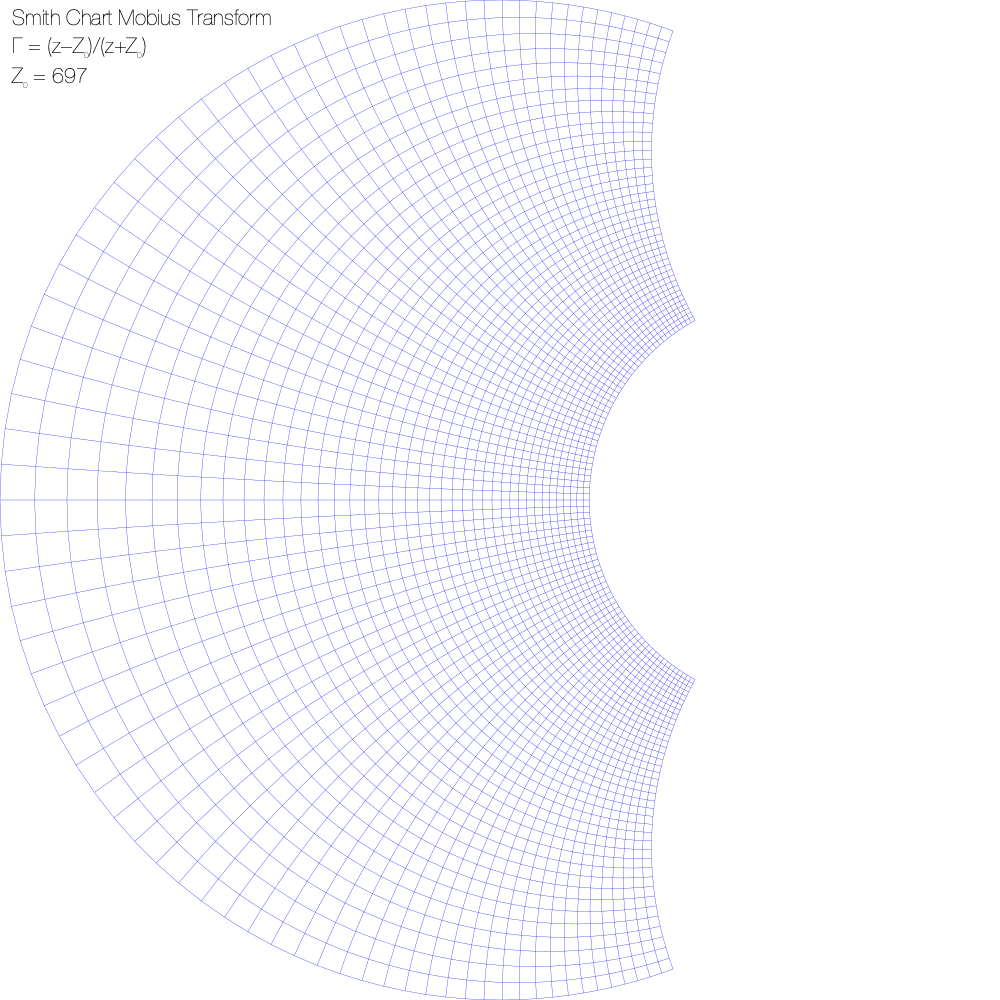 Smith Chart Mobius Transform
Γ = (z−Z₀)/(z+Z₀)
Z₀ = 697